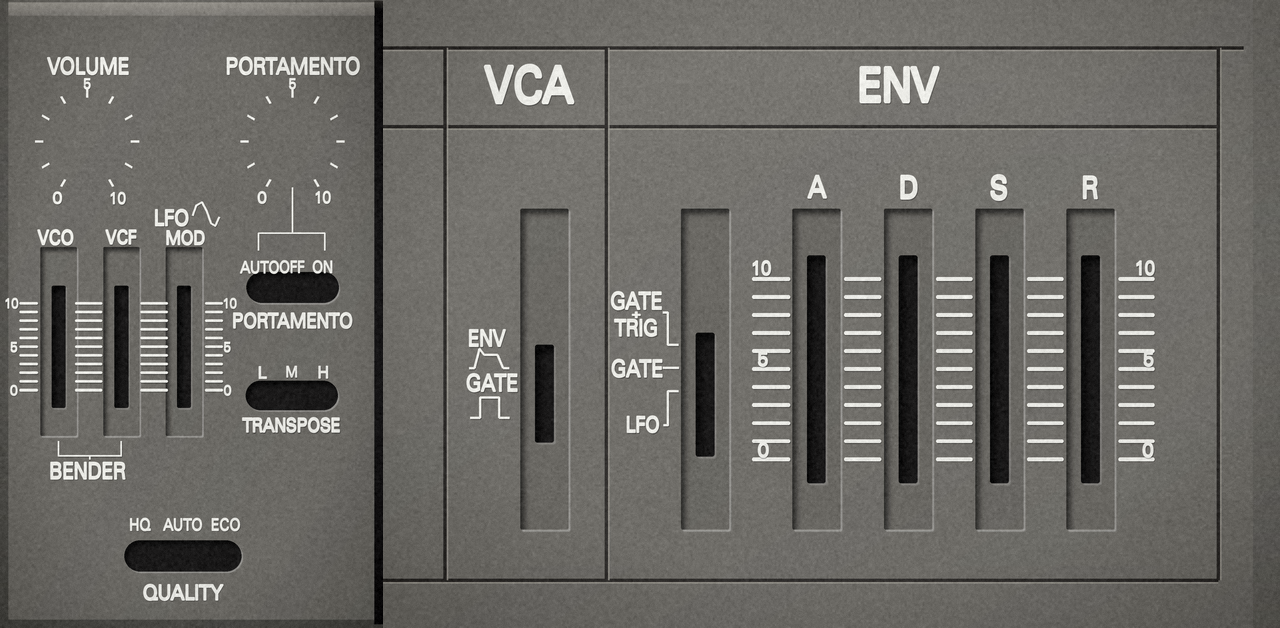 VOLUME
5
0 10
PORTAMENTO
5
0 10
VCO VCF LFO MOD
10 10
5 5
0 0
BENDER
AUTO OFF ON
PORTAMENTO
L M H
TRANSPOSE
HQ AUTO ECO
QUALITY
VCA
ENV
GATE
ENV
GATE
+
TRIG
GATE
LFO
A D S R
10 10
5 5
0 0